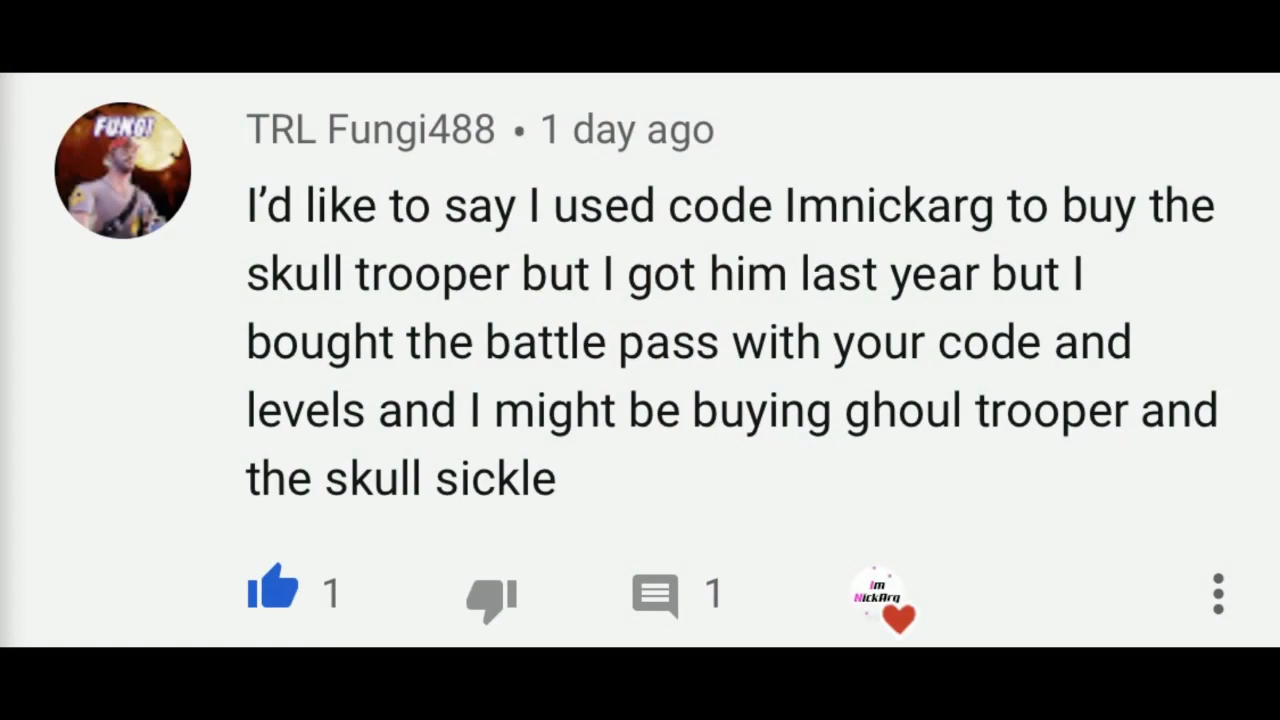 FUNGI
TRL Fungi488 • 1 day ago
I’d like to say I used code Imnickarg to buy the
skull trooper but I got him last year but I
bought the battle pass with your code and
levels and I might be buying ghoul trooper and
the skull sickle
1
1
Im
NickArg